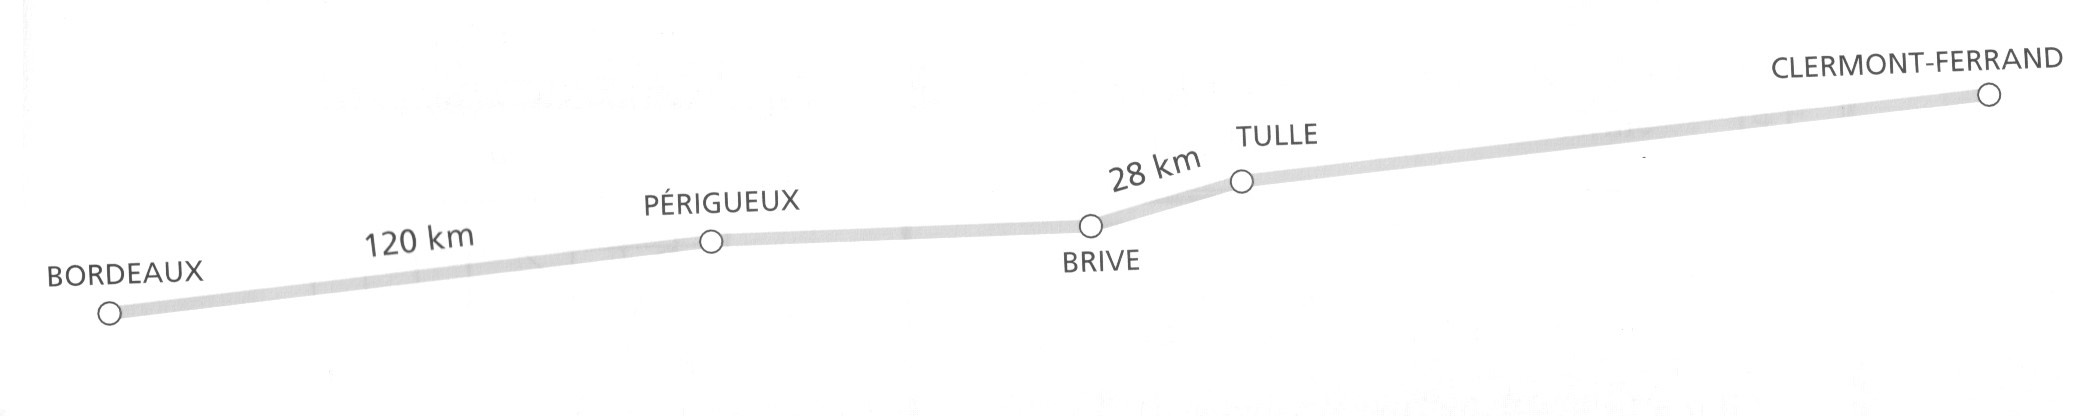 BORDEAUX
120 km
PÉRIGUEUX
BRIVE
28 km
TULLE
CLERMONT-FERRAND